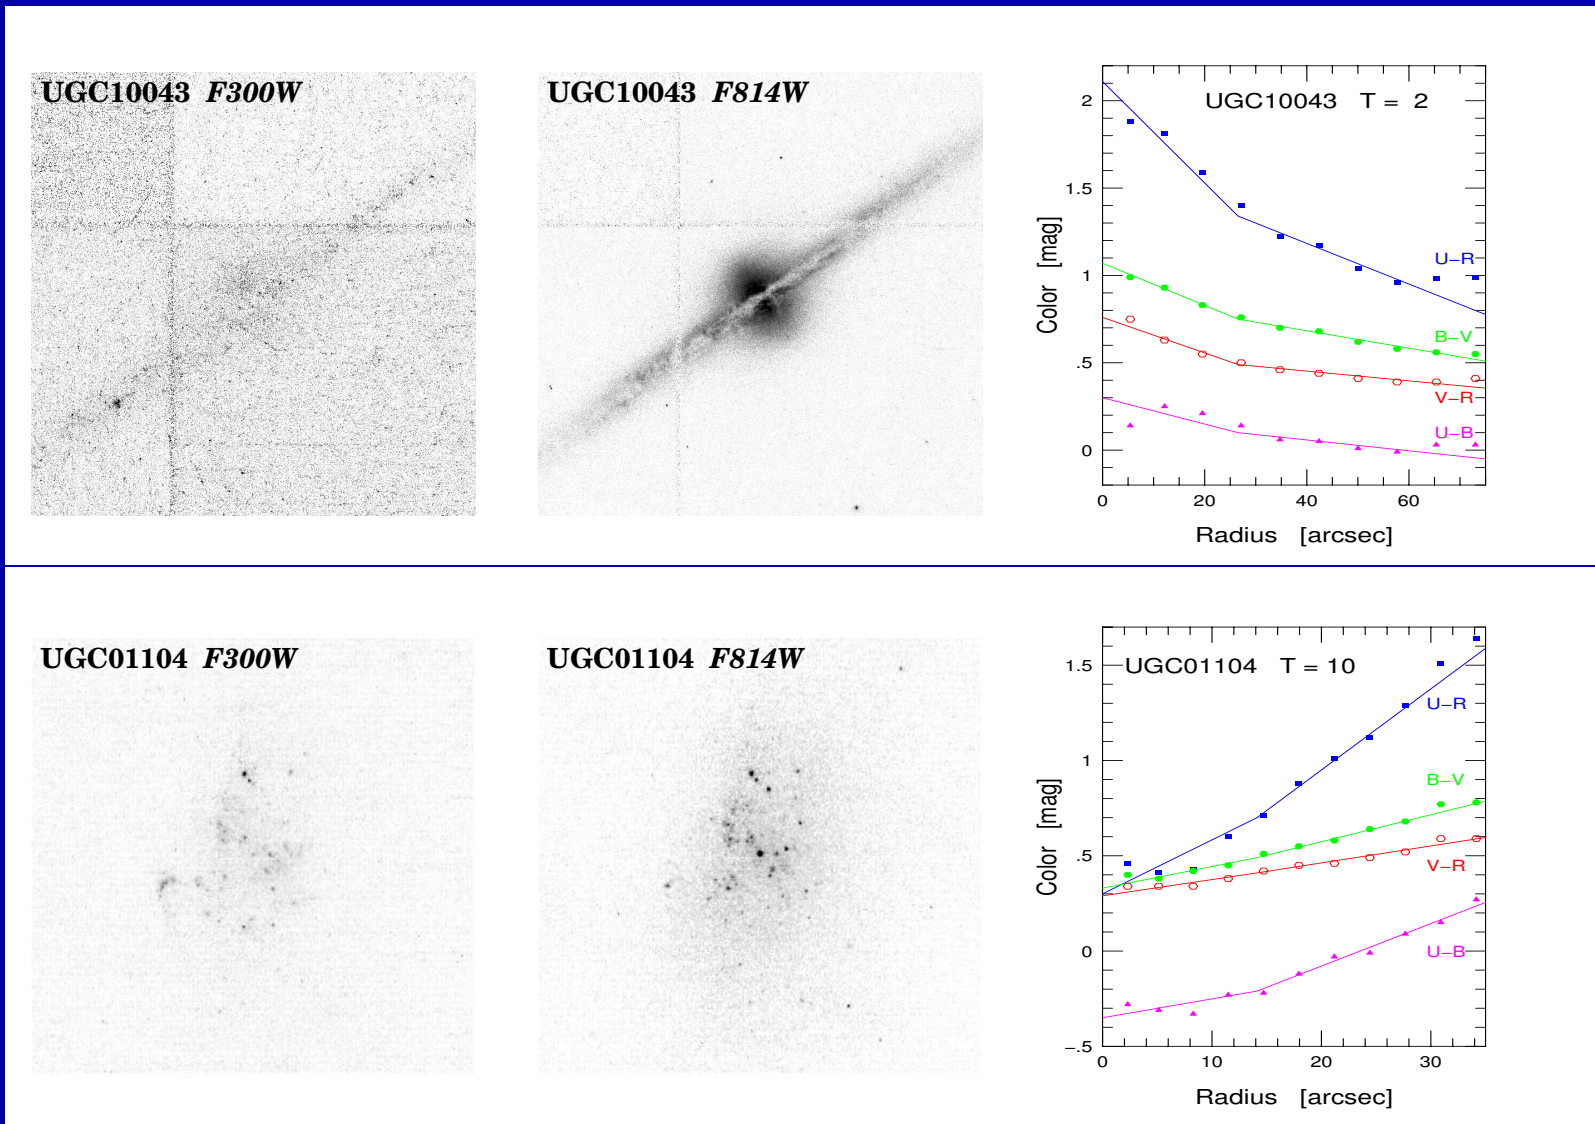 UGC10043 F300W
UGC10043 F814W
UGC10043 T = 2
2
1.5
1
.5
0
Color [mag]
U-R
B-V
V-R
U-B
0 20 40 60
Radius [arcsec]
UGC01104 F300W
UGC01104 F814W
UGC01104 T = 10
1.5
1
.5
0
-.5
Color [mag]
U-R
B-V
V-R
U-B
0 10 20 30
Radius [arcsec]